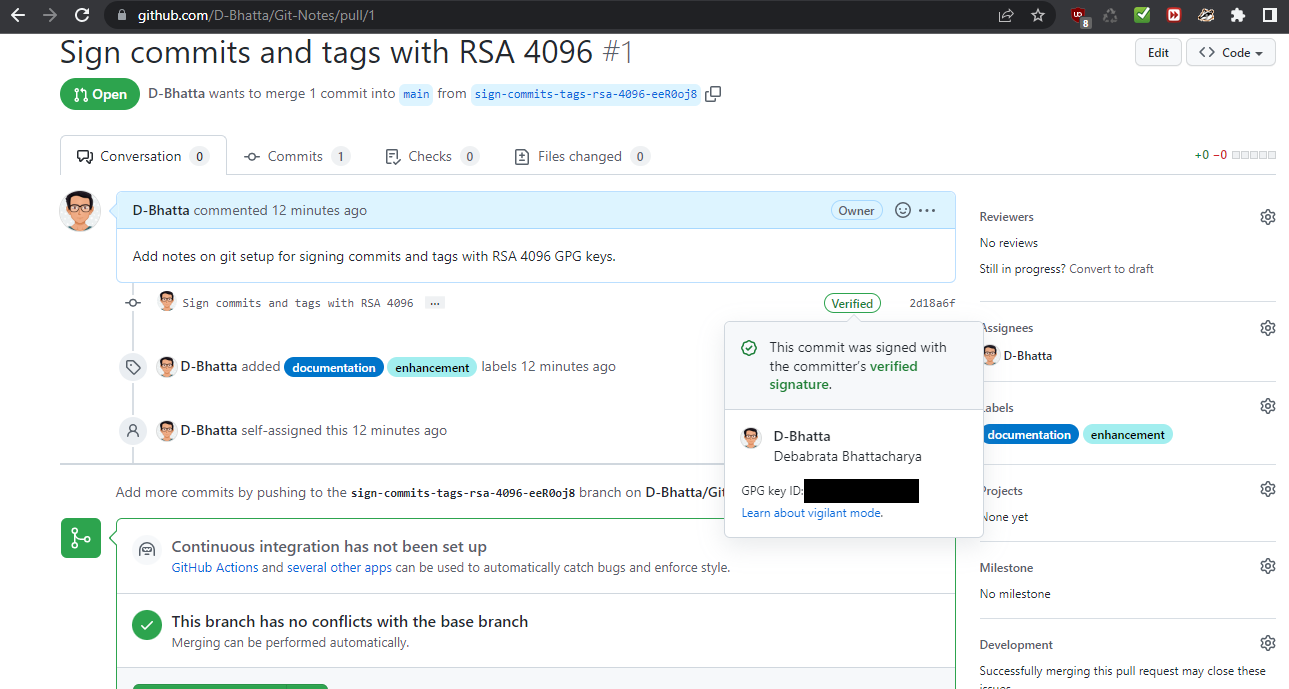 github.com/D-Bhatta/Git-Notes/pull/1
8
Sign commits and tags with RSA 4096 #1
Edit
Code
Open
D-Bhatta wants to merge 1 commit into main from sign-commits-tags-rsa-4096-eeR0oj8
Conversation 0
Commits 1
Checks 0
Files changed 0
+0 −0
D-Bhatta commented 12 minutes ago
Owner
Add notes on git setup for signing commits and tags with RSA 4096 GPG keys.
Sign commits and tags with RSA 4096 …
Verified
2d18a6f
This commit was signed with
the committer’s verified
signature.
D-Bhatta
Debabrata Bhattacharya
GPG key ID:
Learn about vigilant mode.
D-Bhatta added documentation enhancement labels 12 minutes ago
D-Bhatta self-assigned this 12 minutes ago
Add more commits by pushing to the sign-commits-tags-rsa-4096-eeR0oj8 branch on D-Bhatta/Git
Continuous integration has not been set up
GitHub Actions and several other apps can be used to automatically catch bugs and enforce style.
This branch has no conflicts with the base branch
Merging can be performed automatically.
Reviewers
No reviews
Still in progress? Convert to draft
Assignees
D-Bhatta
Labels
documentation enhancement
Projects
None yet
Milestone
No milestone
Development
Successfully merging this pull request may close these
issues.